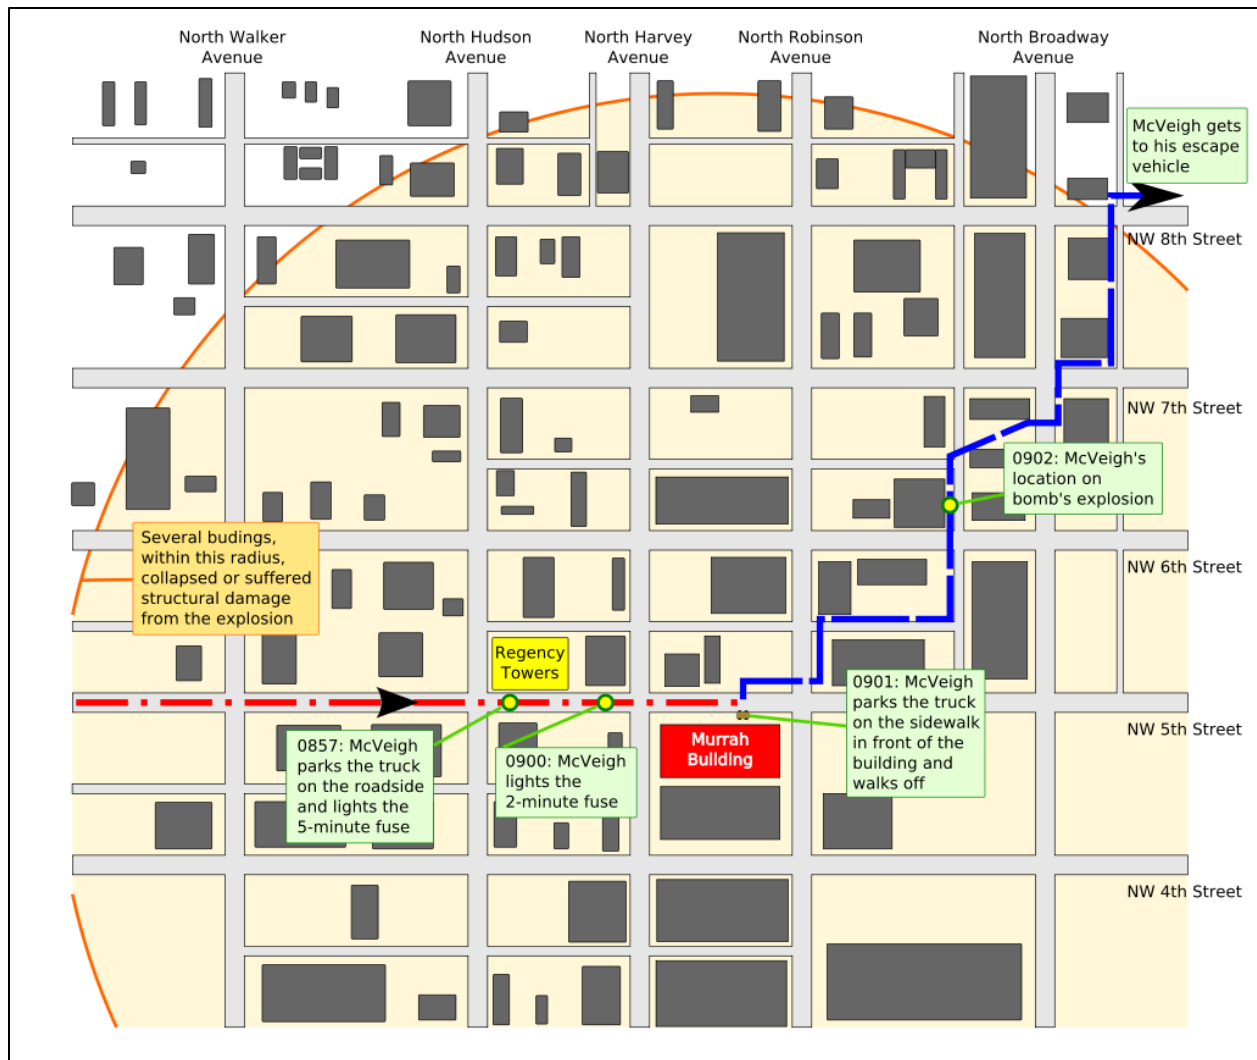 North Walker
Avenue
North Hudson
Avenue
North Harvey
Avenue
North Robinson
Avenue
North Broadway
Avenue
McVeigh gets
to his escape
vehicle
NW 8th Street
NW 7th Street
0902: McVeigh's
location on
bomb's explosion
Several budings,
within this radius,
collapsed or suffered
structural damage
from the explosion
NW 6th Street
Regency
Towers
0901: McVeigh
parks the truck
on the sidewalk
in front of the
building and
walks off
NW 5th Street
Murrah
Building
0857: McVeigh
parks the truck
on the roadside
and lights the
5-minute fuse
0900: McVeigh
lights the
2-minute fuse
NW 4th Street